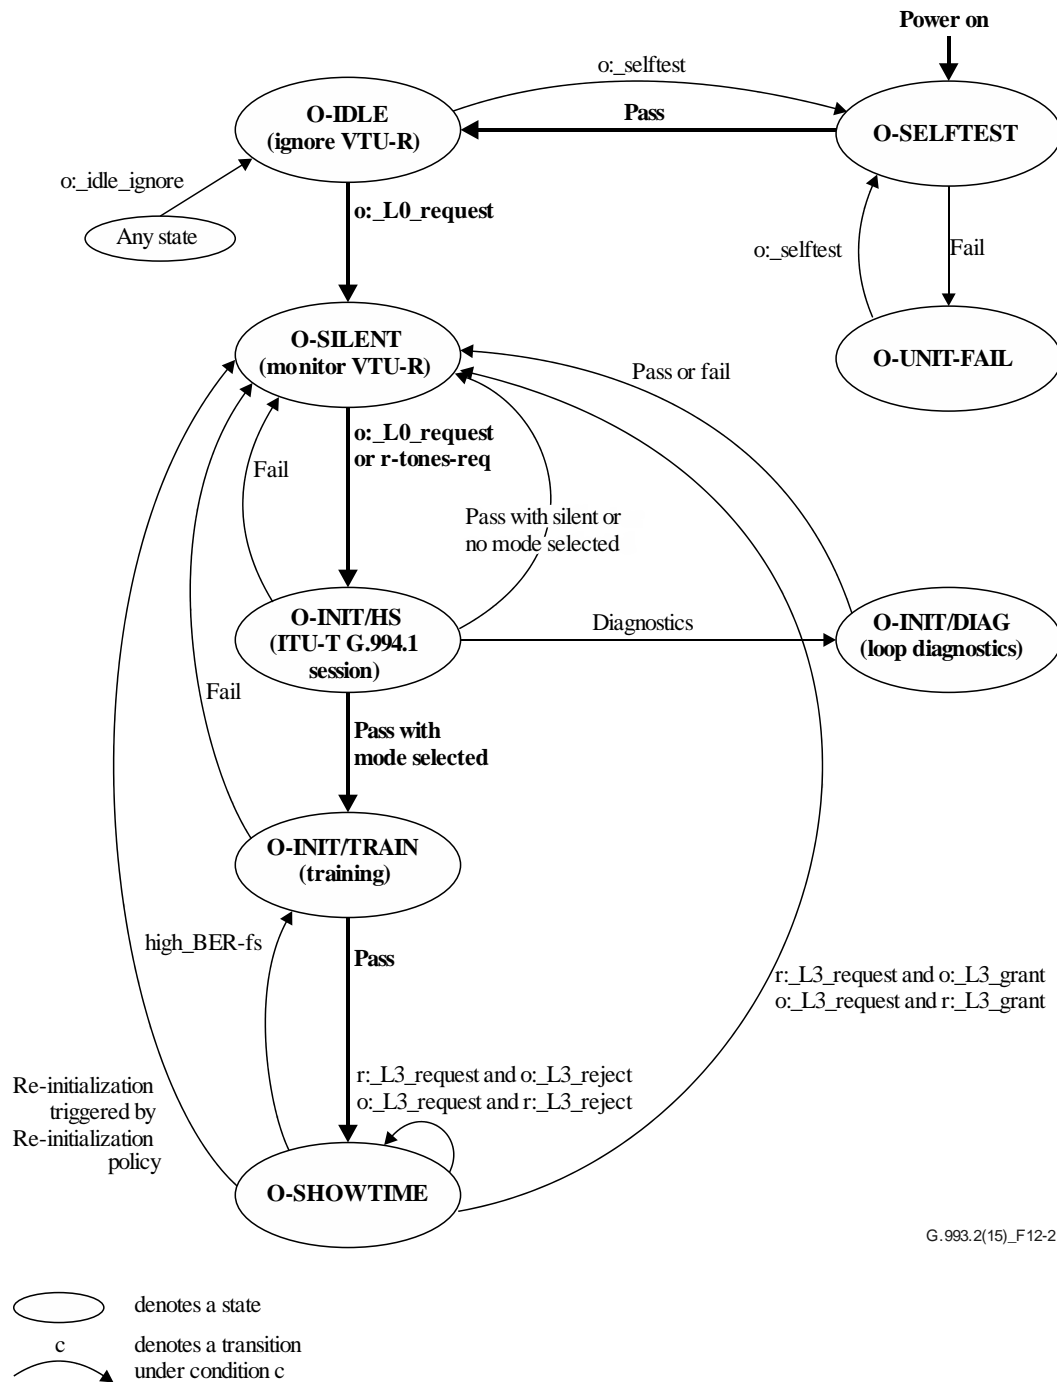 Power on
o:_selftest
O-IDLE
(ignore VTU-R)
Pass
O-SELFTEST
o:_idle_ignore
Any state
o:_L0_request
o:_selftest
Fail
O-SILENT
(monitor VTU-R)
O-UNIT-FAIL
Pass or fail
o:_L0_request
or r-tones-req
Fail
Pass with silent or
no mode selected
O-INIT/HS
(ITU-T G.994.1
session)
Diagnostics
O-INIT/DIAG
(loop diagnostics)
Fail
Pass with
mode selected
O-INIT/TRAIN
(training)
high_BER-fs
Pass
r:_L3_request and o:_L3_grant
o:_L3_request and r:_L3_grant
r:_L3_request and o:_L3_reject
o:_L3_request and r:_L3_reject
Re-initialization
triggered by
Re-initialization
policy
O-SHOWTIME
G.993.2(15)_F12-2
denotes a state
c
denotes a transition
under condition c